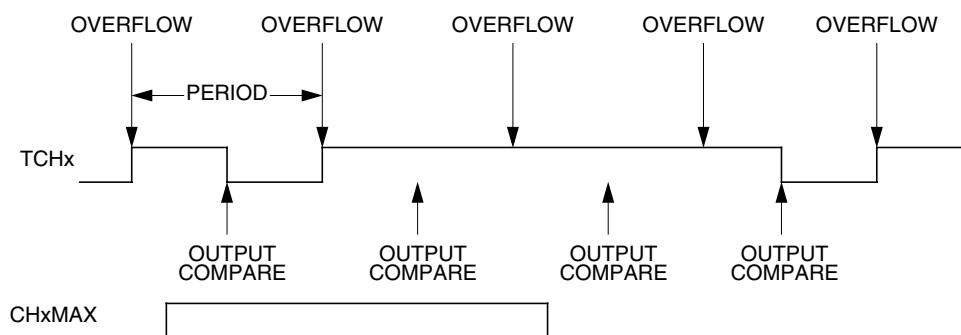 OVERFLOW OVERFLOW OVERFLOW OVERFLOW OVERFLOW
PERIOD
TCHx
OUTPUT COMPARE
OUTPUT COMPARE
OUTPUT COMPARE
OUTPUT COMPARE
CHxMAX